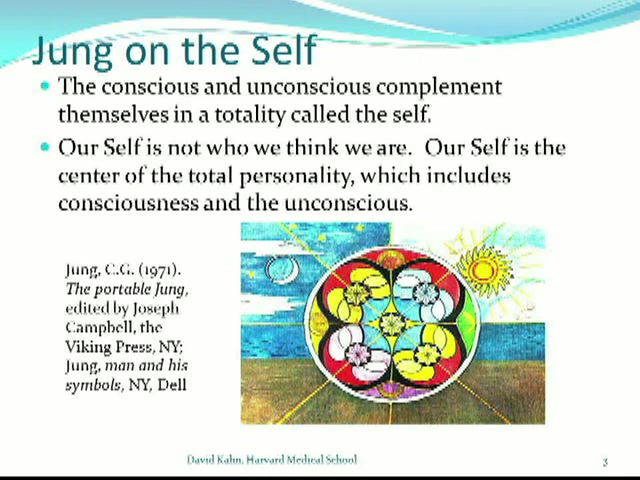 Jung on the Self
• The conscious and unconscious complement
themselves in a totality called the self.
• Our Self is not who we think we are. Our Self is the
center of the total personality, which includes
consciousness and the unconscious.
Jung, C.G. (1971).
The portable Jung,
edited by Joseph
Campbell, the
Viking Press, NY;
Jung, man and his
symbols, NY, Dell
David Kahn, Harvard Medical School
3